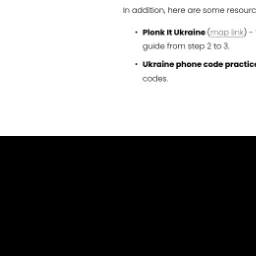 In addition, here are some resourc
• Plonk It Ukraine (map link) –
guide from step 2 to 3.
• Ukraine phone code practice
codes.